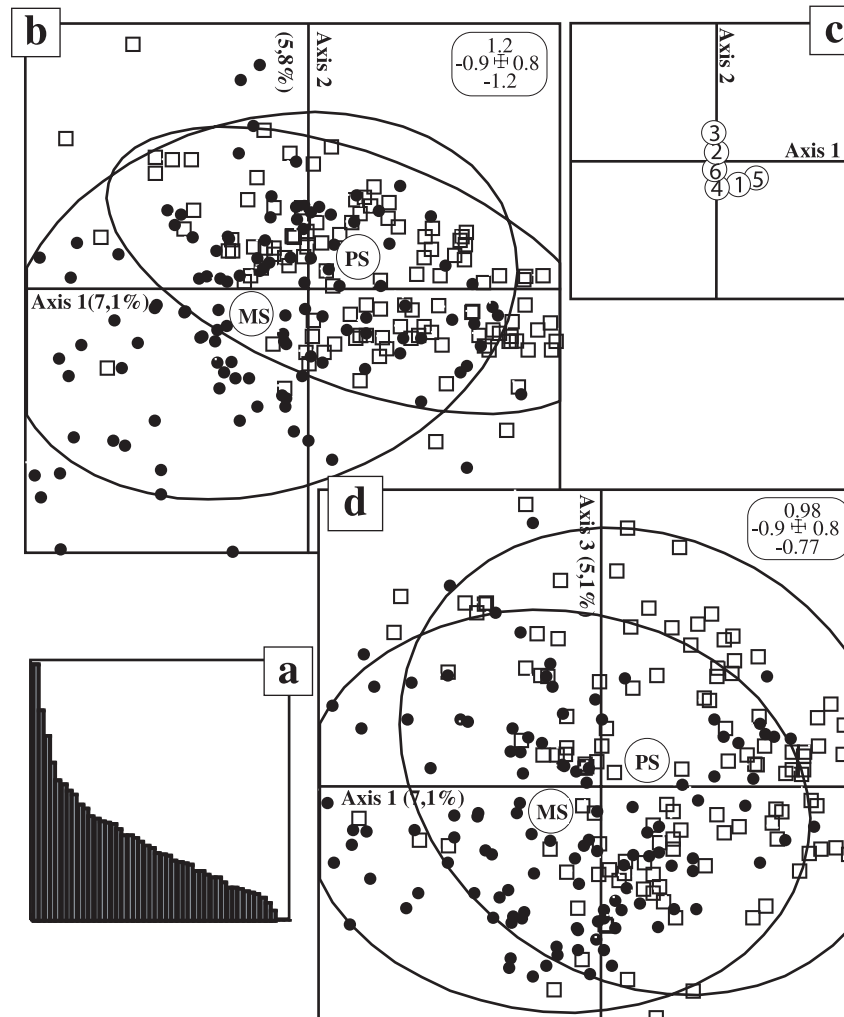 b
(5,8%)
Axis 2
1.2
-0.9 0.8
-1.2
PS
Axis 1(7,1%)
MS
c
Axis 2
3
2
Axis 1
6
4
1
5
d
Axis 3 (5,1%)
0.98
-0.9 0.8
-0.77
PS
Axis 1 (7,1%)
MS
a